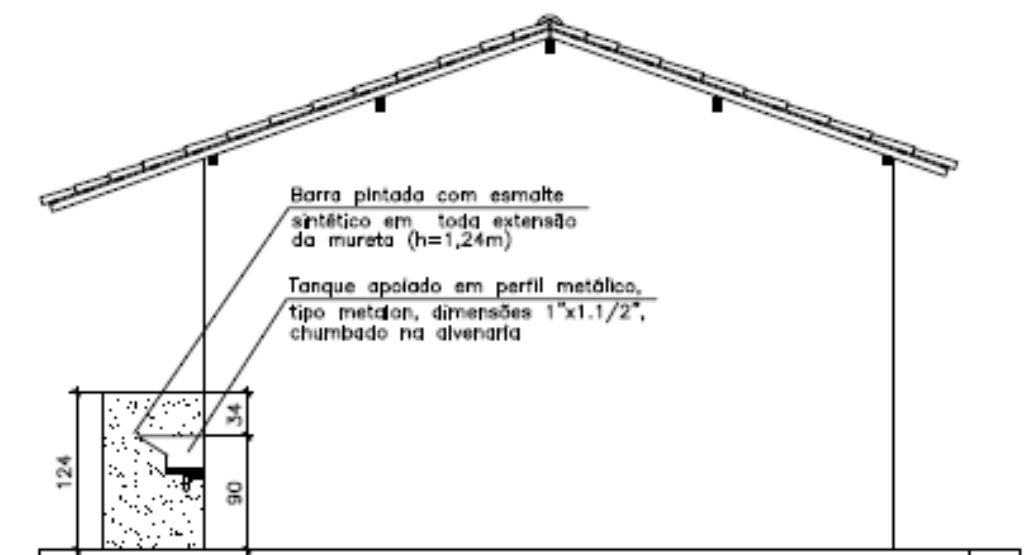 Barra pintada com esmalte
sintético em toda extensão
da mureta (h=1,24m)
Tanque apoiado em perfil metálico,
tipo metalon, dimensões 1"x1.1/2",
chumbado na alvenaria
34
124
90